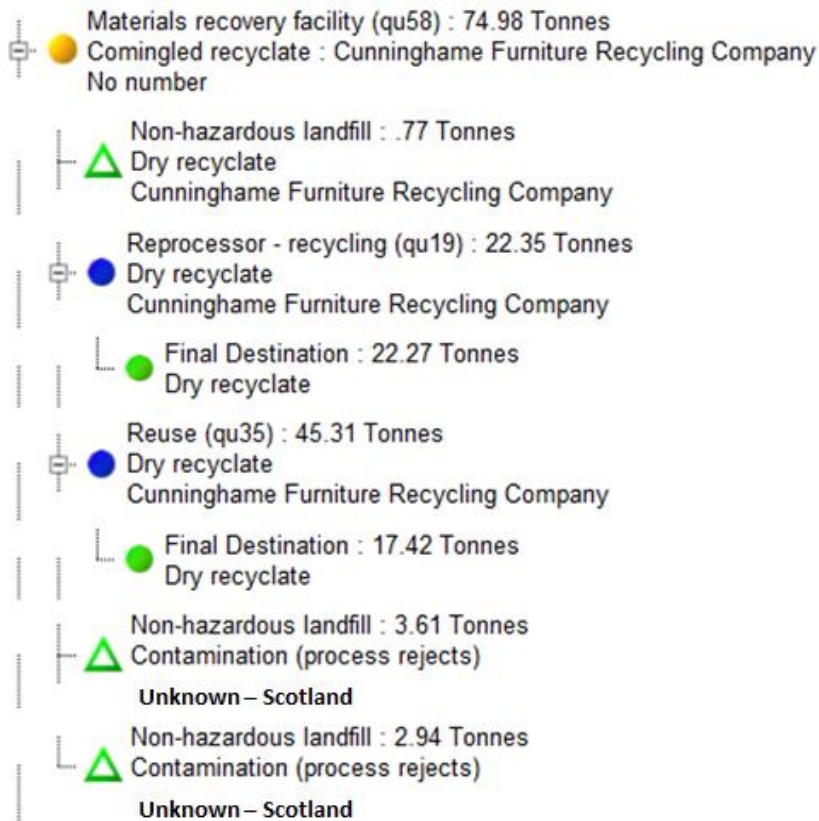 Materials recovery facility (qu58) : 74.98 Tonnes
Comingled recyclate : Cunninghame Furniture Recycling Company
No number
Non-hazardous landfill : .77 Tonnes
Dry recyclate
Cunninghame Furniture Recycling Company
Reprocessor - recycling (qu19) : 22.35 Tonnes
Dry recyclate
Cunninghame Furniture Recycling Company
Final Destination : 22.27 Tonnes
Dry recyclate
Reuse (qu35) : 45.31 Tonnes
Dry recyclate
Cunninghame Furniture Recycling Company
Final Destination : 17.42 Tonnes
Dry recyclate
Non-hazardous landfill : 3.61 Tonnes
Contamination (process rejects)
Unknown – Scotland
Non-hazardous landfill : 2.94 Tonnes
Contamination (process rejects)
Unknown – Scotland